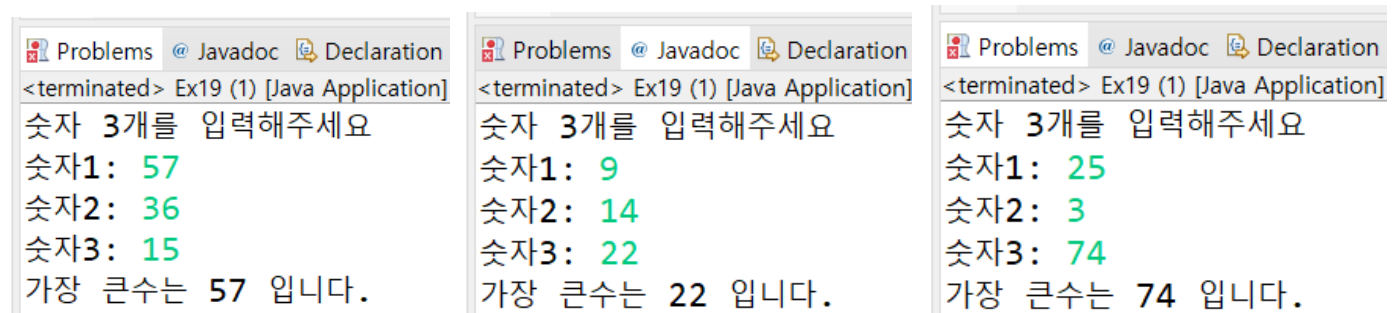 Problems @ Javadoc Declaration
<terminated> Ex19 (1) [Java Application]
숫자 3개를 입력해주세요
숫자1: 57
숫자2: 36
숫자3: 15
가장 큰수는 57 입니다.
Problems @ Javadoc Declaration
<terminated> Ex19 (1) [Java Application]
숫자 3개를 입력해주세요
숫자1: 9
숫자2: 14
숫자3: 22
가장 큰수는 22 입니다.
Problems @ Javadoc Declaration
<terminated> Ex19 (1) [Java Application]
숫자 3개를 입력해주세요
숫자1: 25
숫자2: 3
숫자3: 74
가장 큰수는 74 입니다.